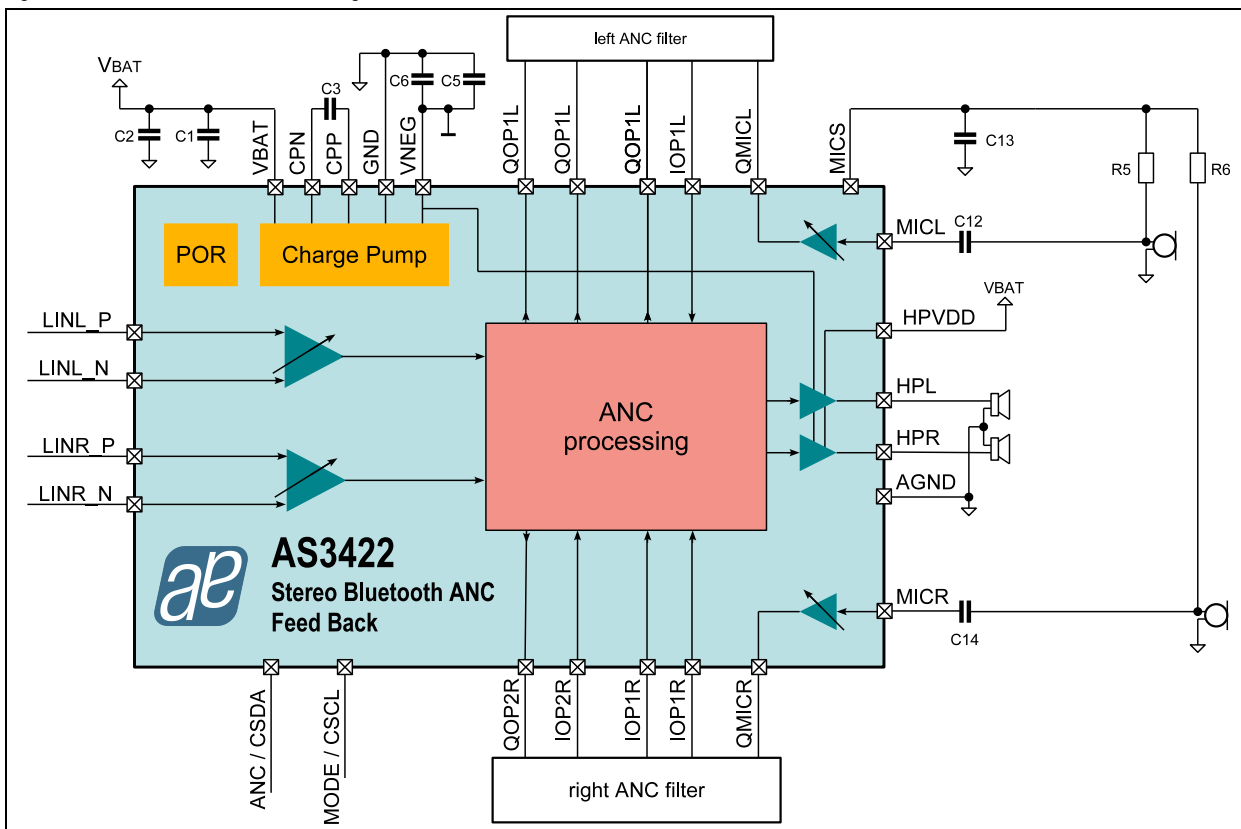 left ANC filter
VBAT
C2
C1
C3
C6
C5
VBAT
CPN
CPP
GND
VNEG
QOP1L
QOP1L
QOP1L
IOP1L
QMICL
MICS
C13
R5
R6
POR
Charge Pump
MICL
C12
LINL_P
LINL_N
LINR_P
LINR_N
ANC
processing
HPVDD
VBAT
HPL
HPR
AGND
ae
AS3422
Stereo Bluetooth ANC
Feed Back
MICR
C14
ANC / CSDA
MODE / CSCL
QOP2R
IOP2R
IOP1R
IOP1R
QMICR
right ANC filter